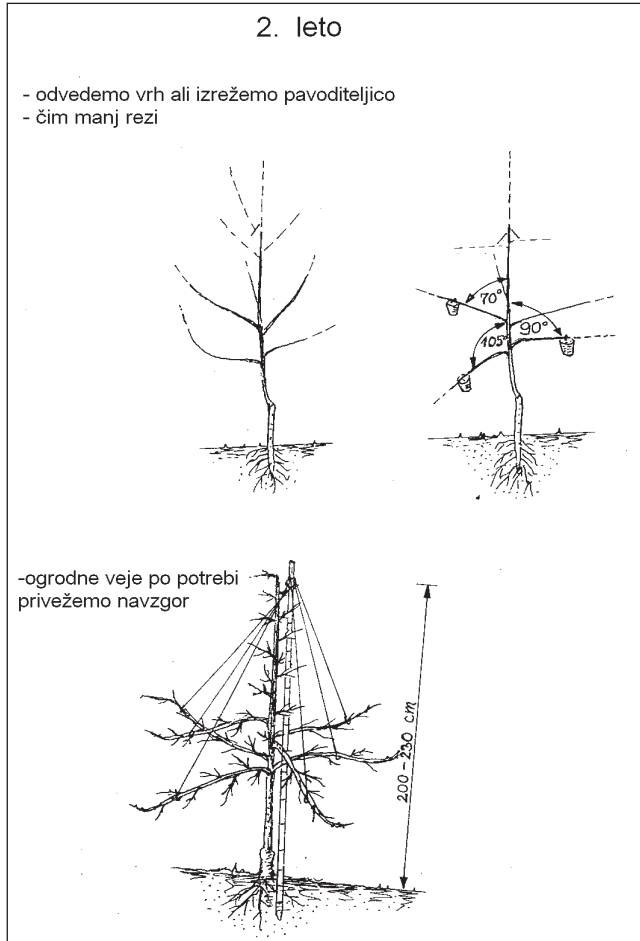 2. leto
- odvedemo vrh ali izrežemo pavoditeljico
- čim manj rezi
70°
105°
90°
-ogrodne veje po potrebi
privežemo navzgor
200-230 cm